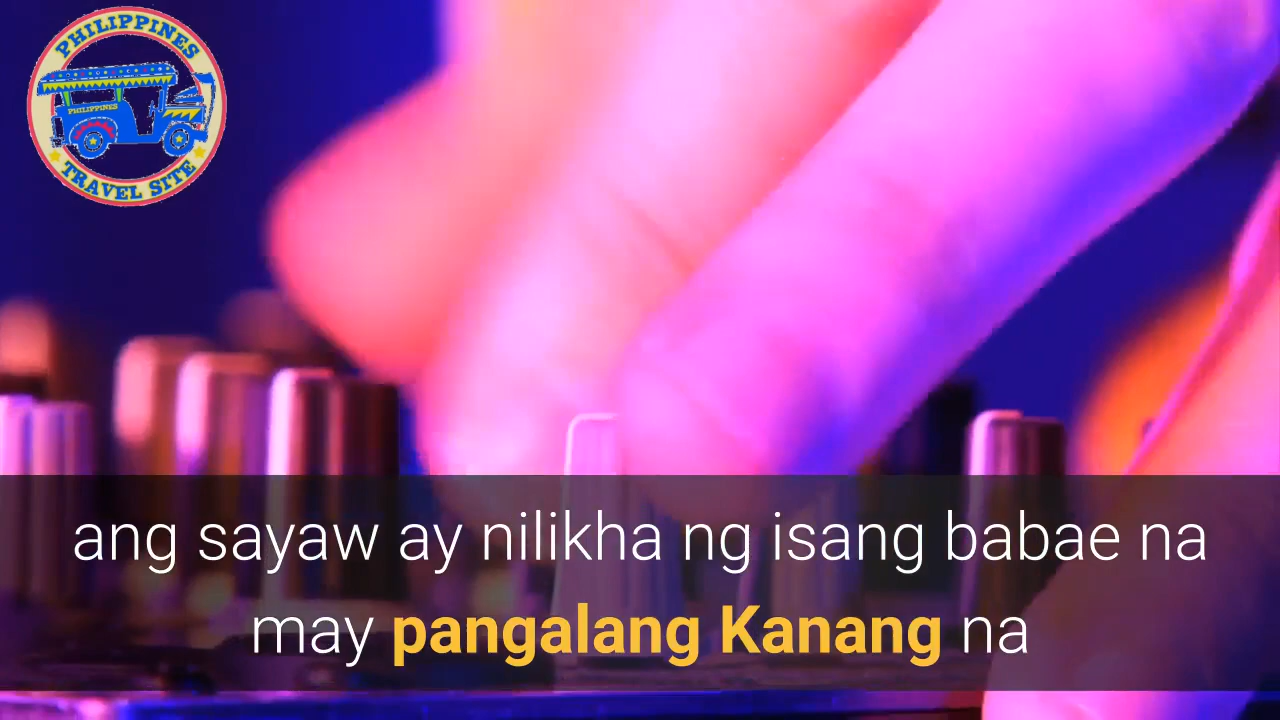 PHILIPPINES
PHILIPPINES
TRAVEL SITE
ang sayaw ay nilikha ng isang babae na
may pangalang Kanang na